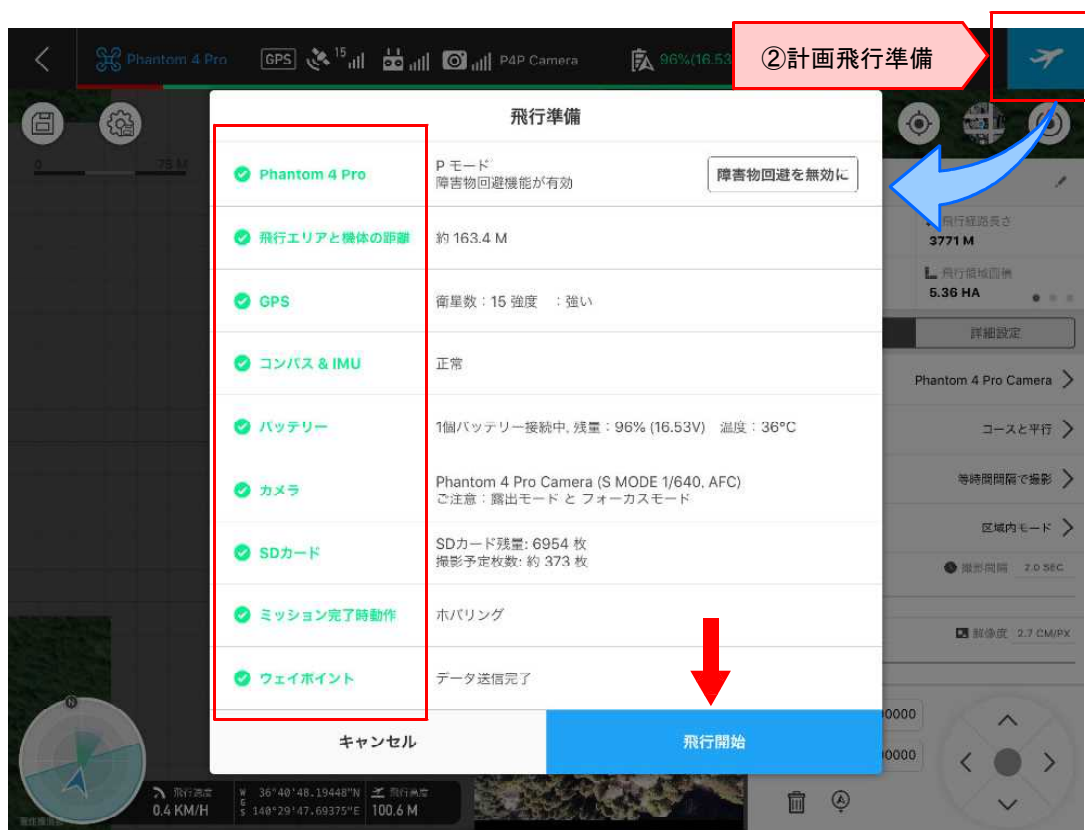 ②計画飛行準備
Phantom 4 Pro
GPS
15
P4P Camera
96%(16.53
飛行準備
0
75 M
Phantom 4 Pro
P モード
障害物回避機能が有効
障害物回避を無効に
飛行エリアと機体の距離
約 163.4 M
GPS
衛星数：15 強度 ：強い
コンパス & IMU
正常
バッテリー
1個バッテリー接続中, 残量：96% (16.53V) 温度：36°C
カメラ
Phantom 4 Pro Camera (S MODE 1/640, AFC)
ご注意：露出モード と フォーカスモード
SDカード
SDカード残量: 6954 枚
撮影予定枚数: 約 373 枚
ミッション完了時動作
ホバリング
ウェイポイント
データ送信完了
キャンセル
飛行開始
飛行経路長さ
3771 M
飛行領域面積
5.36 HA
詳細設定
Phantom 4 Pro Camera
コースと平行
等時間間隔で撮影
区域内モード
撮影間隔 2.0 SEC
解像度 2.7 CM/PX
0000
0000
飛行速度
0.4 KM/H
WGS
36°40'48.19448"N
140°29'47.69375"E
飛行高度
100.6 M